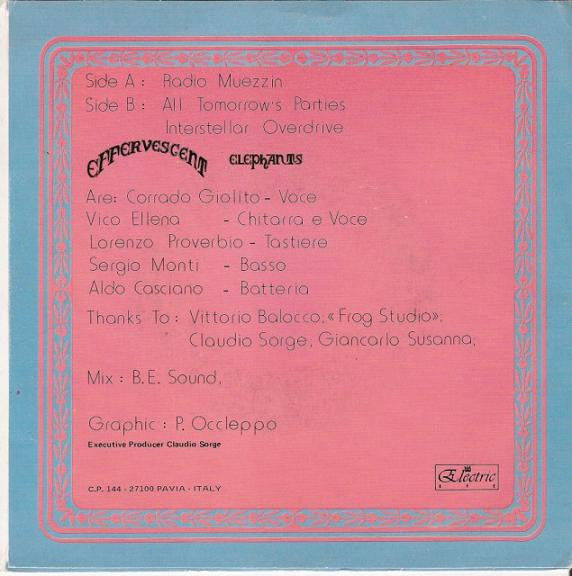 Side A : Radio Muezzin
Side B : All Tomorrow's Parties
Interstellar Overdrive
EFFERVESCENT ELEPHANTS
Are: Corrado Giolito - Voce
Vico Ellena - Chitarra e Voce
Lorenzo Proverbio - Tastiere
Sergio Monti - Basso
Aldo Casciano - Batteria
Thanks To : Vittorio Balocco, «Frog Studio»,
Claudio Sorge, Giancarlo Susanna,
Mix : B.E. Sound,
Graphic : P. Occleppo
Executive Producer Claudio Sorge
C.P. 144 - 27100 PAVIA - ITALY
Electric
eye